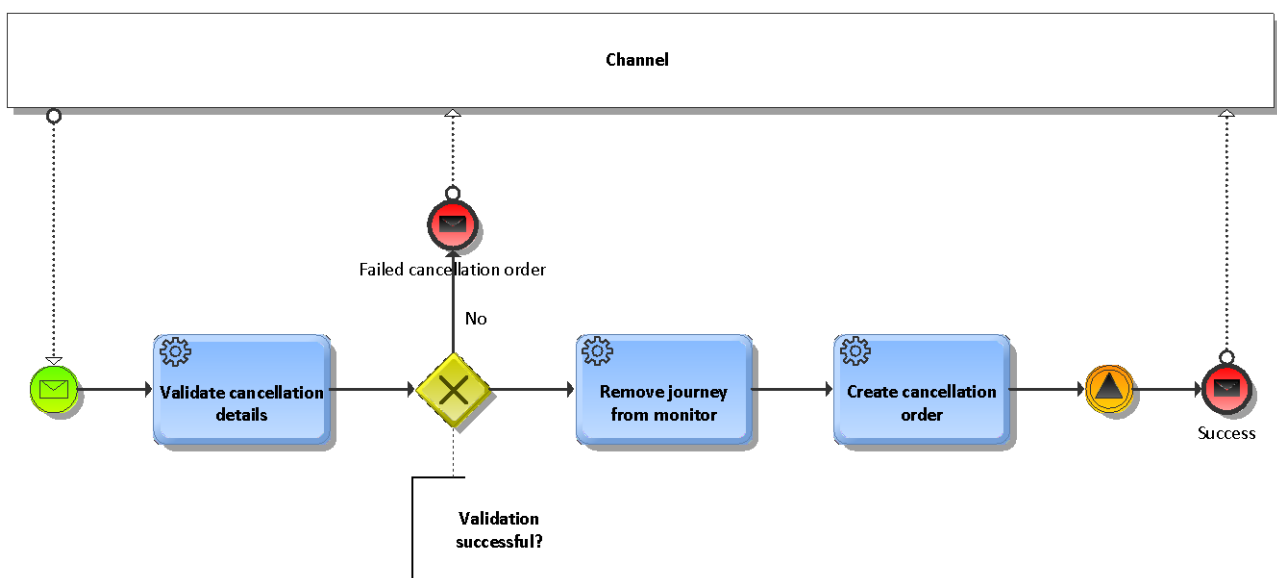 Channel
Failed cancellation order
No
Validate cancellation
details
Remove journey
from monitor
Create cancellation
order
Success
Validation
successful?